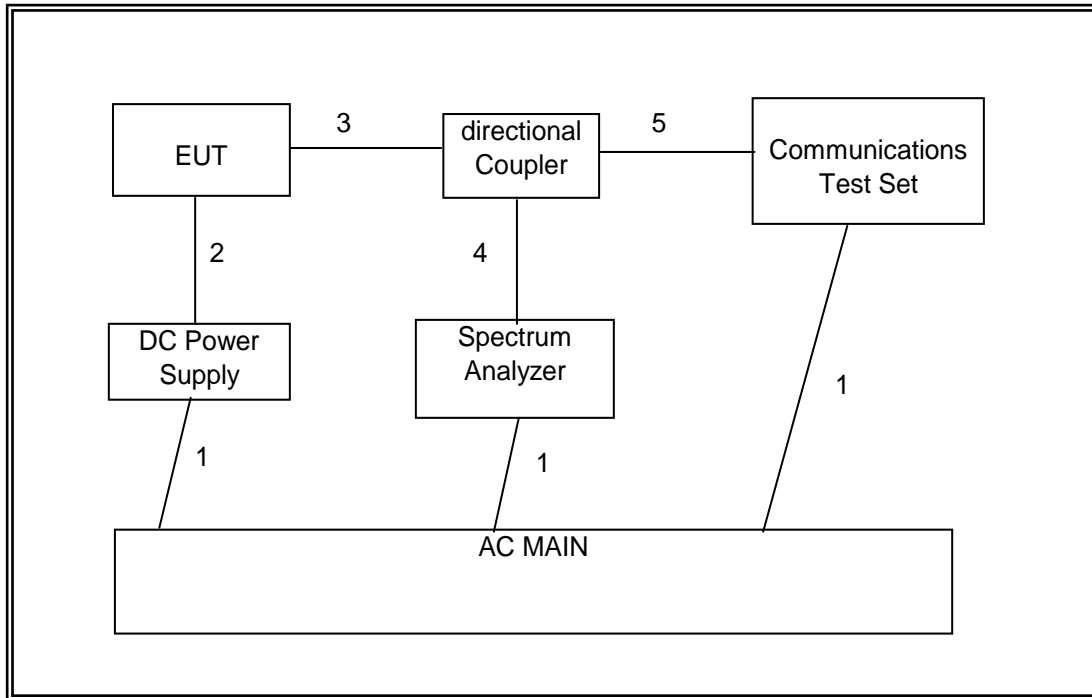 EUT
3
directional
Coupler
5
Communications
Test Set
2
4
DC Power
Supply
Spectrum
Analyzer
1
1
1
AC MAIN